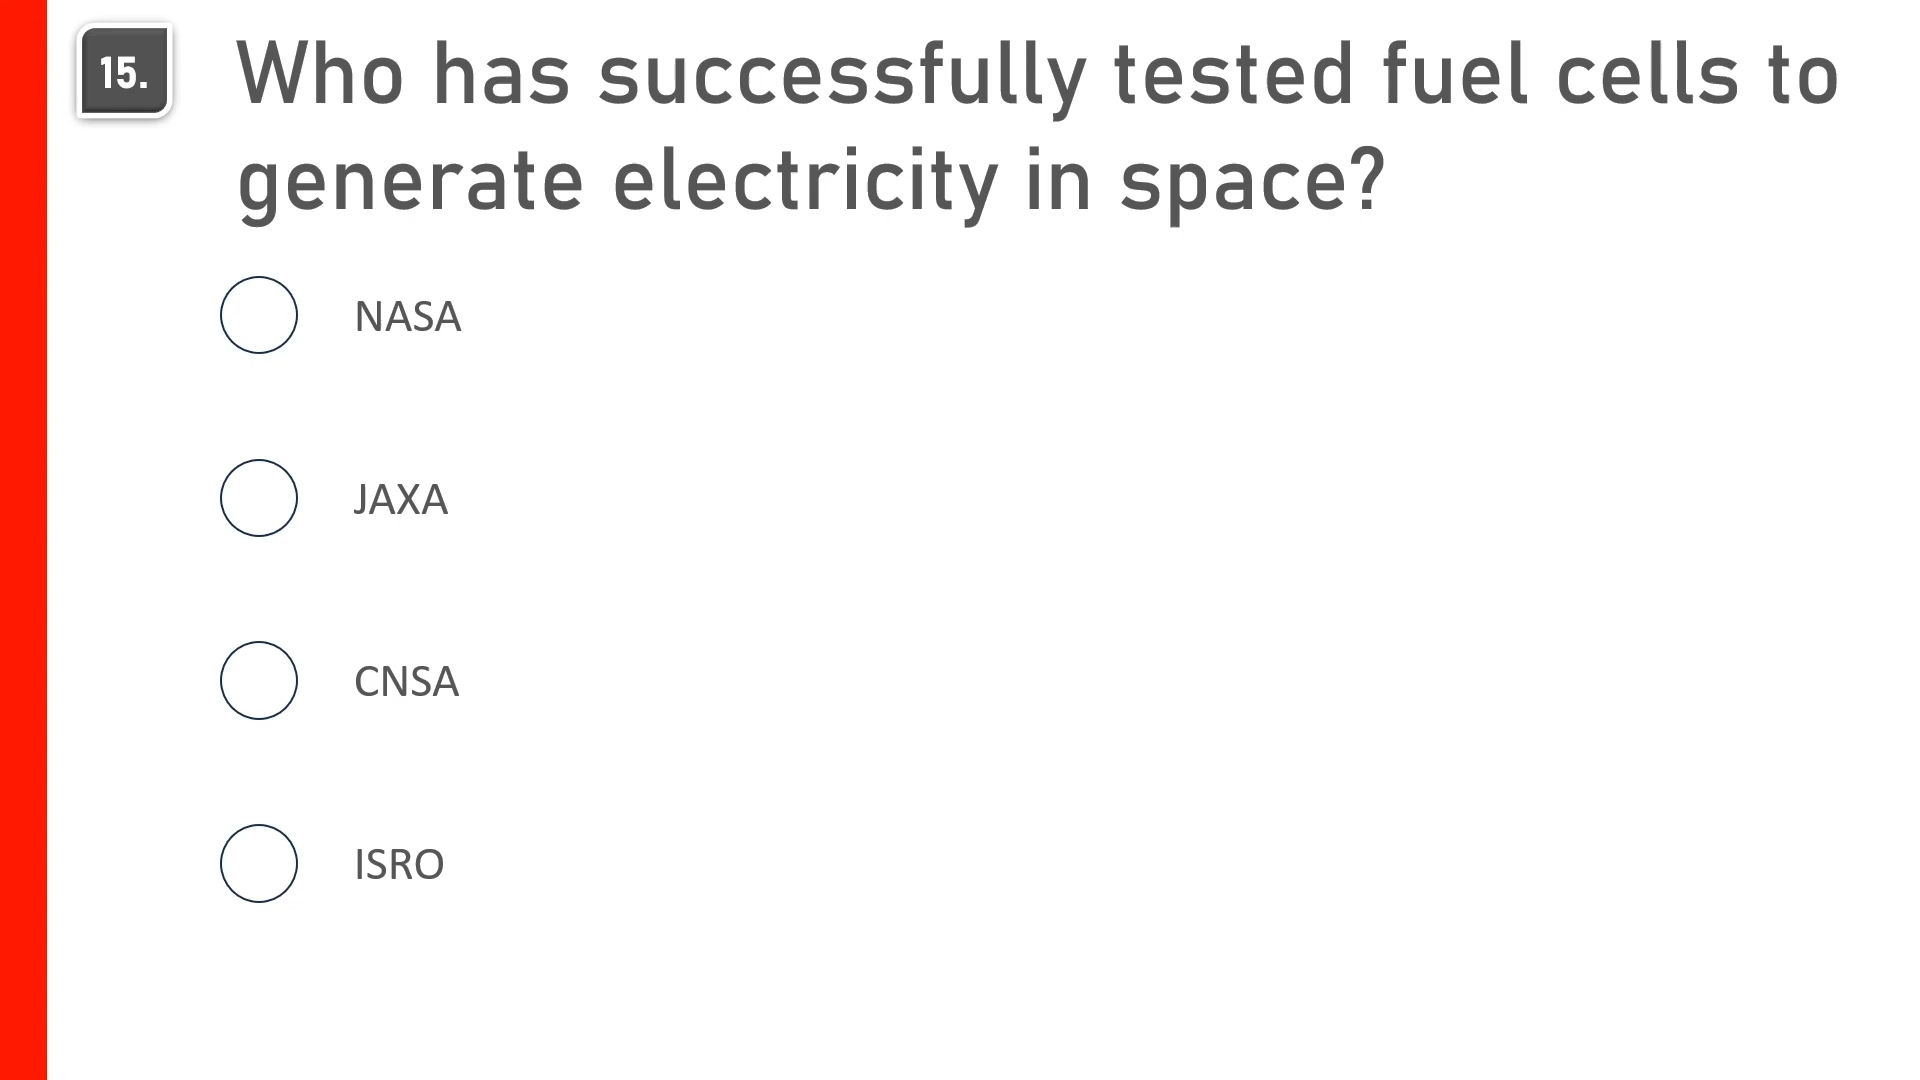 15.
Who has successfully tested fuel cells to
generate electricity in space?
NASA
JAXA
CNSA
ISRO